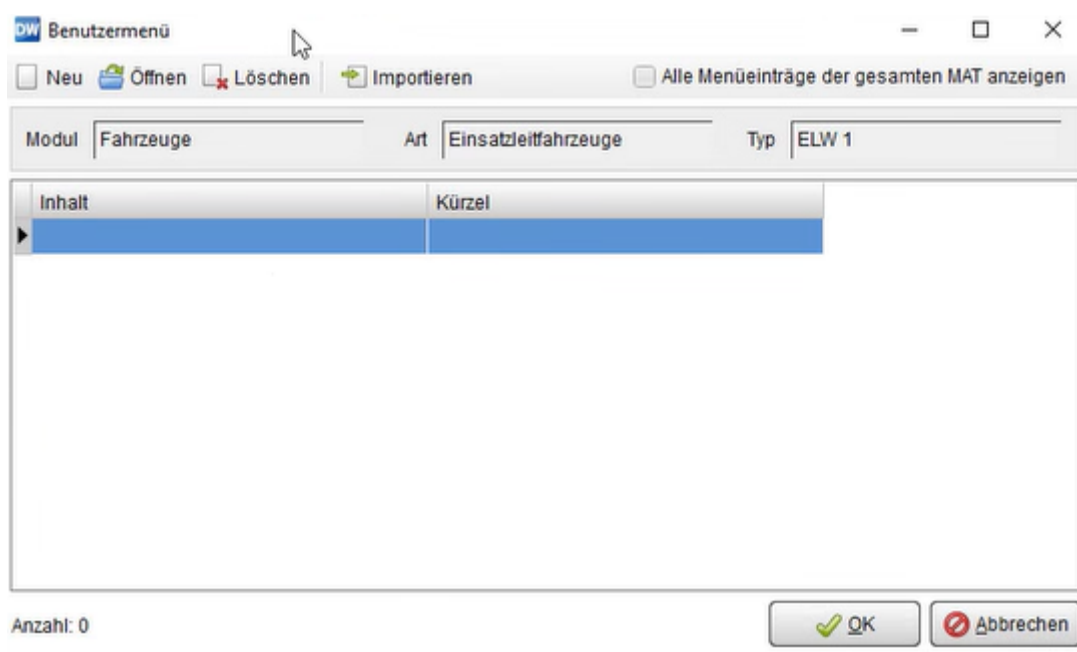 DW Benutzermenü
Neu Öffnen Löschen Importieren Alle Menüeinträge der gesamten MAT anzeigen
Modul Fahrzeuge Art Einsatzleitfahrzeuge Typ ELW 1
Inhalt Kürzel
Anzahl: 0 OK Abbrechen